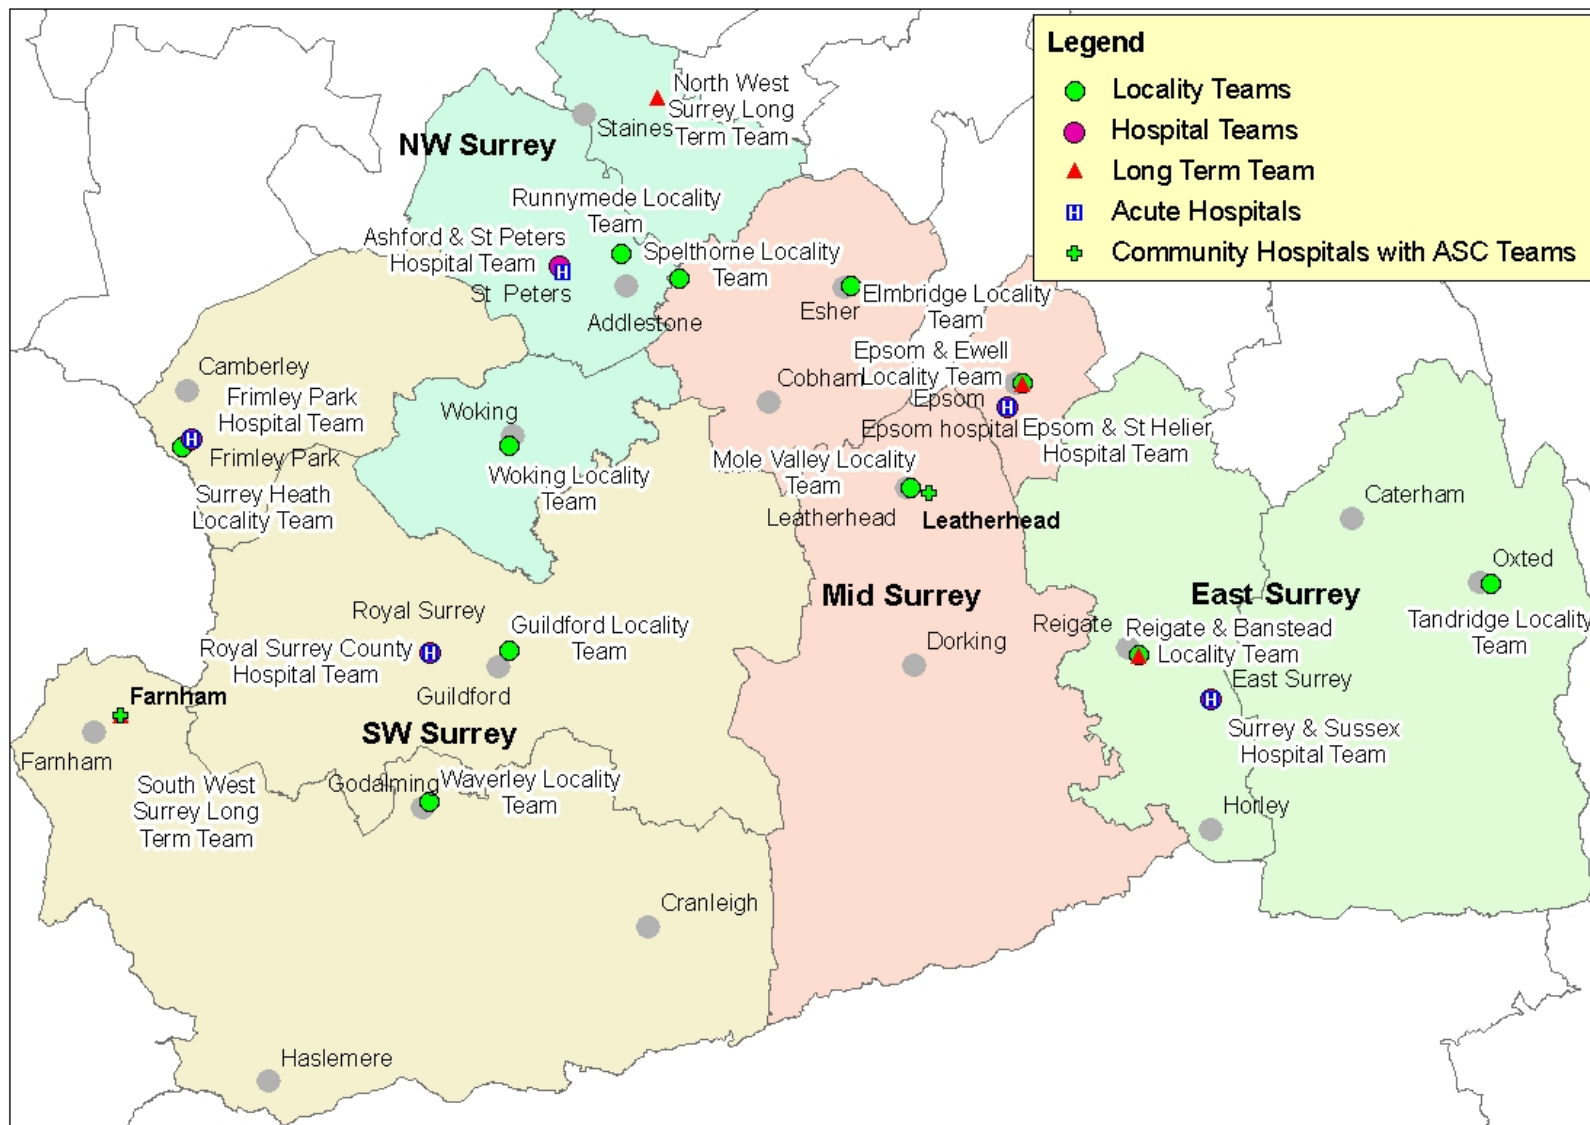 Legend
Locality Teams
Hospital Teams
Long Term Team
H Acute Hospitals
Community Hospitals with ASC Teams
North West
Surrey Long
Term Team
Staines
NW Surrey
Runnymede Locality
Team
Ashford & St Peters
Hospital Team
H
St Peters
Spelthorne Locality
Team
Addlestone
Esher
Elmbridge Locality
Team
Epsom & Ewell
Locality Team
Cobham
Epsom
H
Epsom hospital
Epsom & St Helier
Hospital Team
Camberley
Frimley Park
Hospital Team
H
Frimley Park
Surrey Heath
Locality Team
Woking
Woking Locality
Team
Mole Valley Locality
Team
Leatherhead
Leatherhead
Caterham
Oxted
Tandridge Locality
Team
Mid Surrey
East Surrey
Royal Surrey
H
Royal Surrey County
Hospital Team
Guildford Locality
Team
Guildford
Dorking
Reigate
Reigate & Banstead
Locality Team
East Surrey
H
Surrey & Sussex
Hospital Team
Farnham
Farnham
SW Surrey
South West
Surrey Long
Term Team
Godalming
Waverley Locality
Team
Horley
Cranleigh
Haslemere